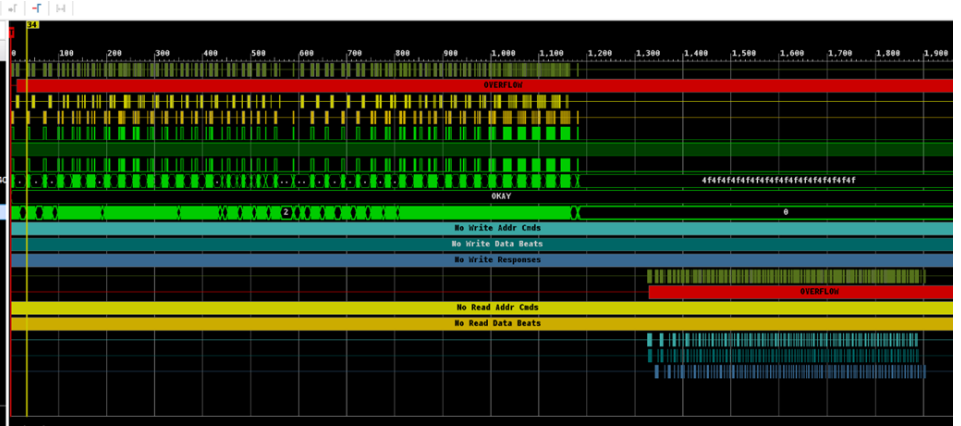 34
0 100 200 300 400 500 600 700 800 900 1,000 1,100 1,200 1,300 1,400 1,500 1,600 1,700 1,800 1,900
OVERFLOW
4f4f4f4f4f4f4f4f4f4f4f4f4f4f4f4f
OKAY
2 0
No Write Addr Cmds
No Write Data Beats
No Write Responses
OVERFLOW
No Read Addr Cmds
No Read Data Beats